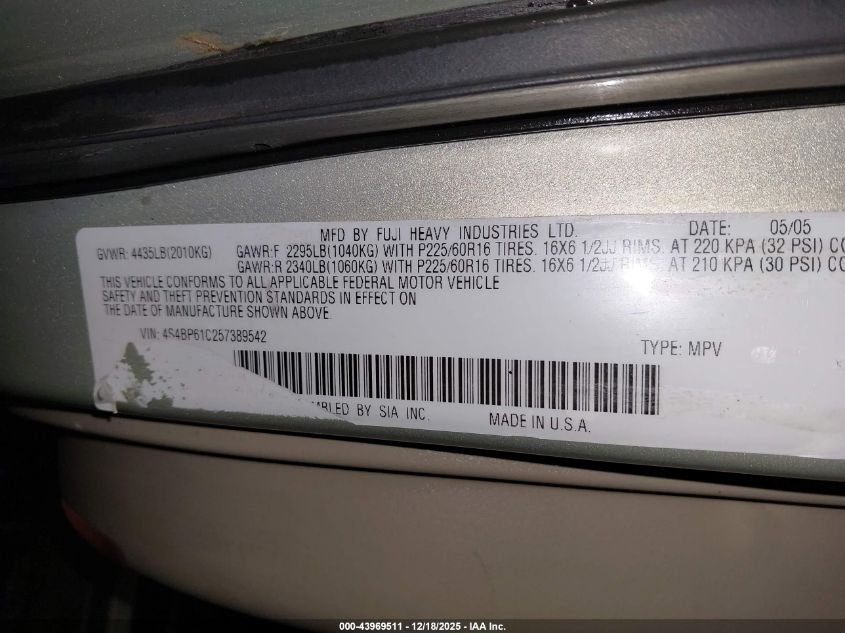 MFD BY FUJI HEAVY INDUSTRIES LTD. DATE: 05/05
GVWR: 4435LB(2010KG) GAWR:F 2295LB(1040KG) WITH P225/60R16 TIRES. 16X6 1/2JJ RIMS. AT 220 KPA (32 PSI)
GAWR:R 2340LB(1060KG) WITH P225/60R16 TIRES. 16X6 1/2JJ RIMS. AT 210 KPA (30 PSI)
THIS VEHICLE CONFORMS TO ALL APPLICABLE FEDERAL MOTOR VEHICLE
SAFETY AND THEFT PREVENTION STANDARDS IN EFFECT ON
THE DATE OF MANUFACTURE SHOWN ABOVE.
VIN: 4S4BP61C257389542 TYPE: MPV
BY SIA INC. MADE IN U.S.A.
000-43969511 - 12/18/2025 - IAA Inc.